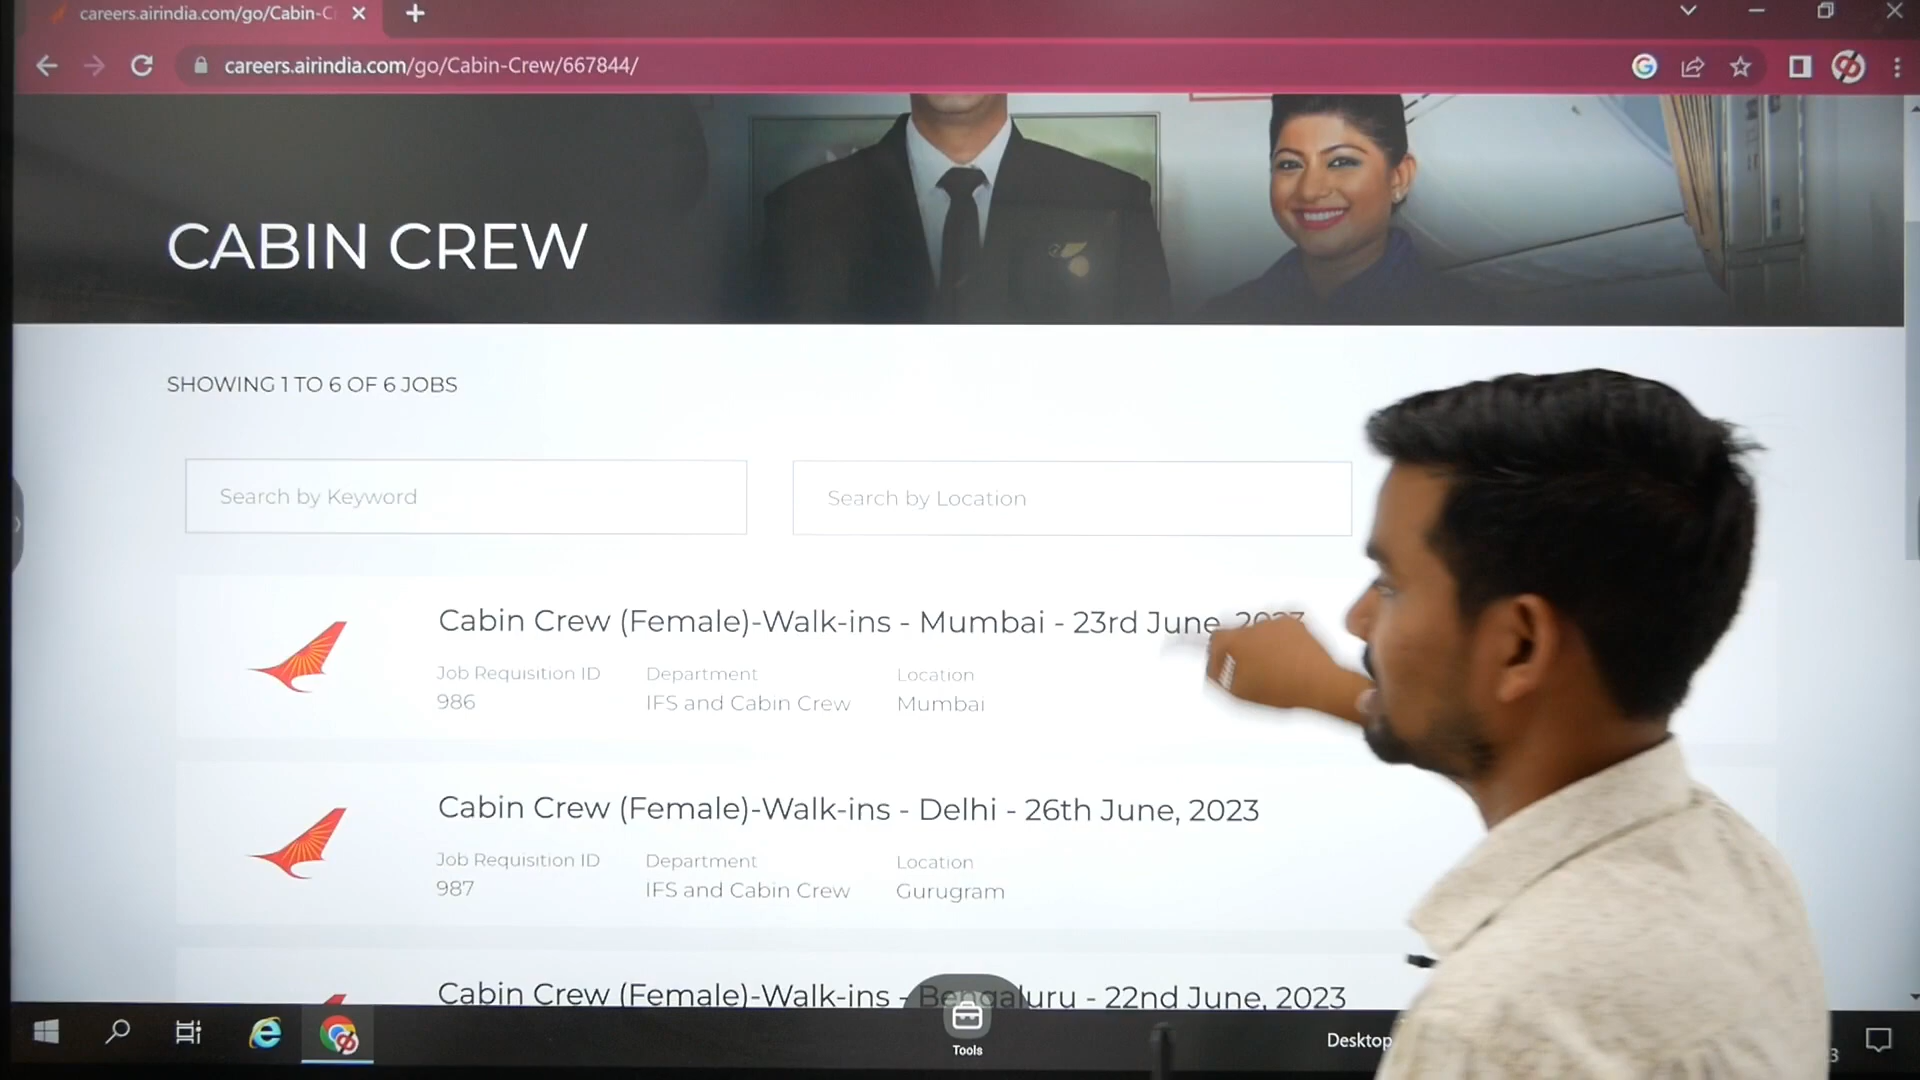 careers.airindia.com/go/Cabin-C
careers.airindia.com/go/Cabin-Crew/667844/
CABIN CREW
SHOWING 1 TO 6 OF 6 JOBS
Search by Keyword
Search by Location
Cabin Crew (Female)-Walk-ins - Mumbai - 23rd June, 2023
Job Requisition ID
Department
Location
986
IFS and Cabin Crew
Mumbai
Cabin Crew (Female)-Walk-ins - Delhi - 26th June, 2023
Job Requisition ID
Department
Location
987
IFS and Cabin Crew
Gurugram
Cabin Crew (Female)-Walk-ins - Bengaluru - 22nd June, 2023
Tools
Desktop
3